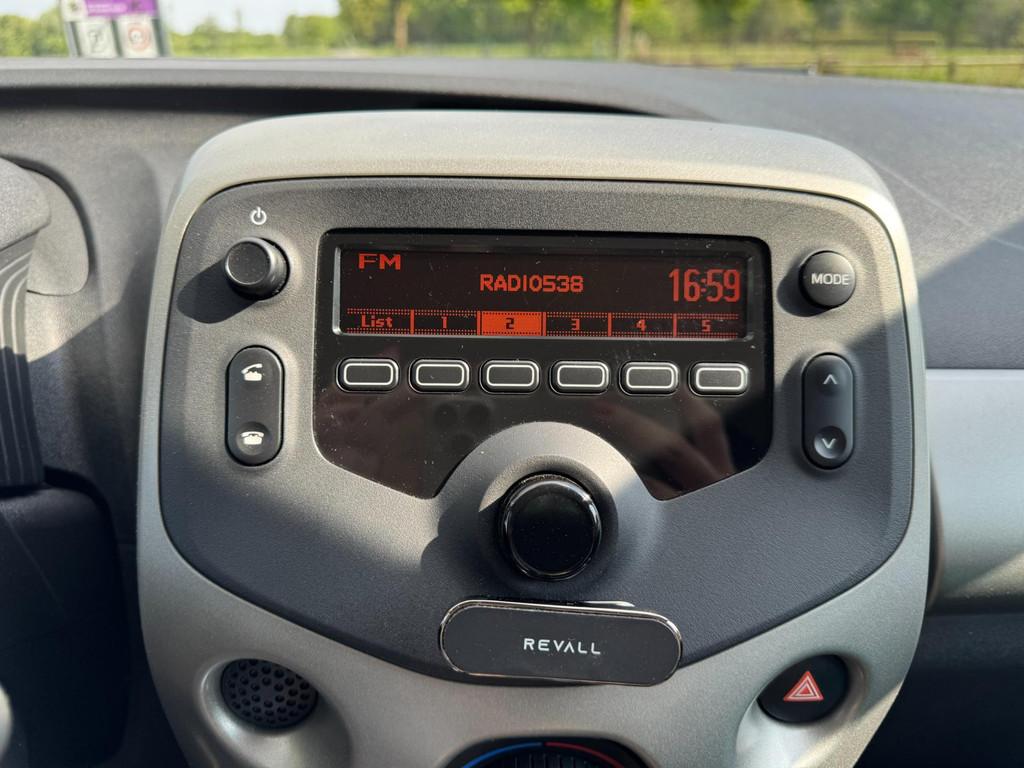 FM
RADIO538
16:59
MODE
List 1 2 3 4 5
REVALL